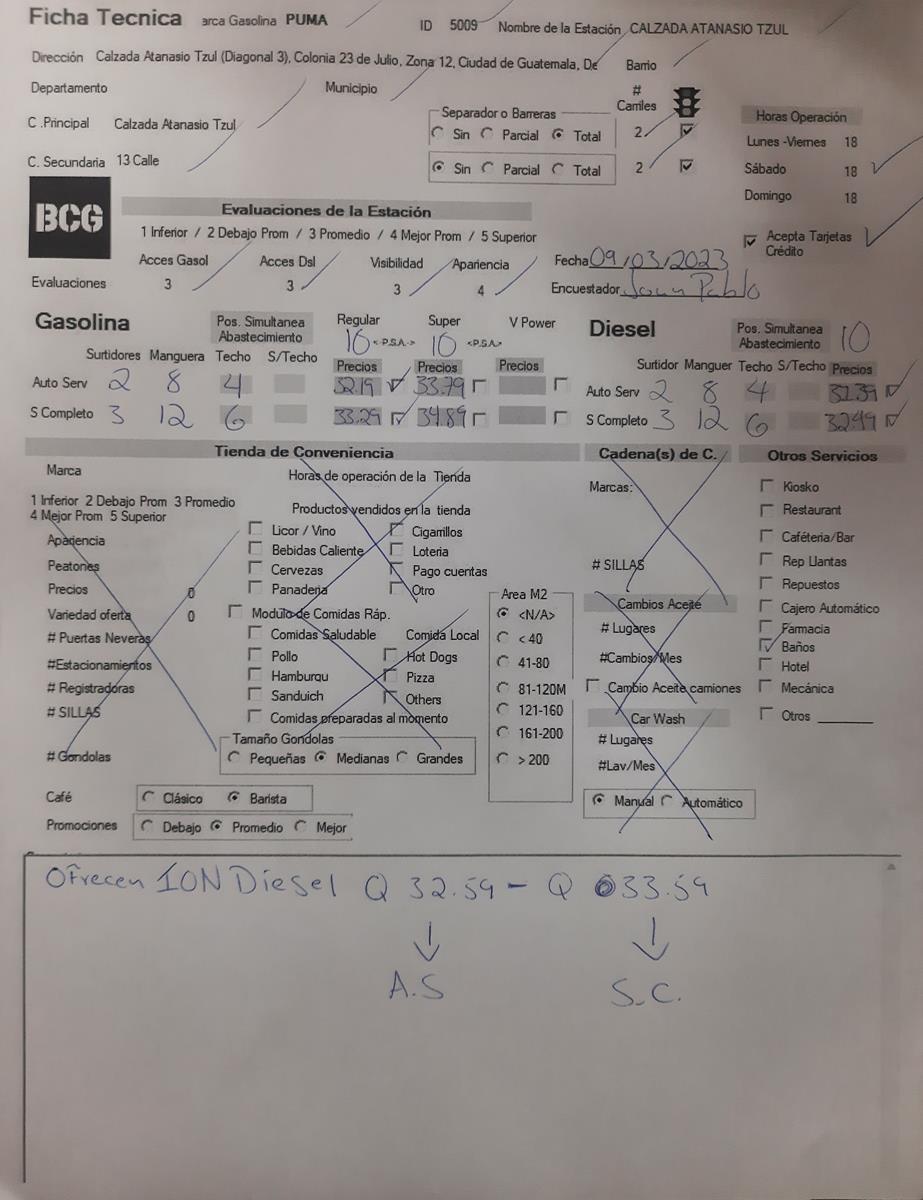 Ficha Tecnica arca Gasolina PUMA ID 5009 Nombre de la Estación CALZADA ATANASIO TZUL
Dirección Calzada Atanasio Tzul (Diagonal 3), Colonia 23 de Julio, Zona 12, Ciudad de Guatemala, De Barrio
Departamento Municipio # Carriles
C .Principal Calzada Atanasio Tzul Separador o Barreras Sin Parcial Total 2
C. Secundaria 13 Calle Sin Parcial Total 2
Horas Operación
Lunes -Viernes 18
Sábado 18
Domingo 18
Acepta Tarjetas Crédito
BCG
Evaluaciones de la Estación
1 Inferior / 2 Debajo Prom / 3 Promedio / 4 Mejor Prom / 5 Superior
Acces Gasol Acces Dsl Visibilidad Apariencia
Evaluaciones 3 3 3 4
Fecha 09/03/2023
Encuestador Juan Pablo
Gasolina Pos. Simultanea Abastecimiento Regular Super V Power
10 <-P.S.A.-> 10 <-P.S.A->
Surtidores Manguera Techo S/Techo Precios Precios Precios
Auto Serv 2 8 4 32.19 33.79
S Completo 3 12 6 33.29 34.89
Diesel Pos. Simultanea Abastecimiento 10
Surtidor Manguer Techo S/Techo Precios
Auto Serv 2 8 4
S Completo 3 12 6 32.99
Tienda de Conveniencia
Marca
Horas de operación de la Tienda
1 Inferior 2 Debajo Prom 3 Promedio
4 Mejor Prom 5 Superior
Productos vendidos en la tienda
Apariencia
Peatones
Precios 0
Variedad oferta 0
# Puertas Neveras
#Estacionamientos
# Registradoras
# SILLAS
# Gondolas
Licor / Vino Cigarrillos
Bebidas Caliente Loteria
Cervezas Pago cuentas
Panaderia Otro
Modulo de Comidas Ráp.
Comidas Saludable Comida Local
Pollo Hot Dogs
Hamburqu Pizza
Sanduich Others
Comidas preparadas al momento
Tamaño Gondolas
Pequeñas Medianas Grandes
Area M2
<N/A>
< 40
41-80
81-120M
121-160
161-200
> 200
Café Clásico Barista
Promociones Debajo Promedio Mejor
Cadena(s) de C.
Marcas:
# SILLAS
Cambios Aceite
# Lugares
#Cambios/Mes
Cambio Aceite camiones
Car Wash
# Lugares
#Lav/Mes
Manual Automático
Otros Servicios
Kiosko
Restaurant
Caféteria/Bar
Rep Llantas
Repuestos
Cajero Automático
Farmacia
Baños
Hotel
Mecánica
Otros
Ofrecen ION Diesel Q 32.59 - Q 33.59
A.S S.C.